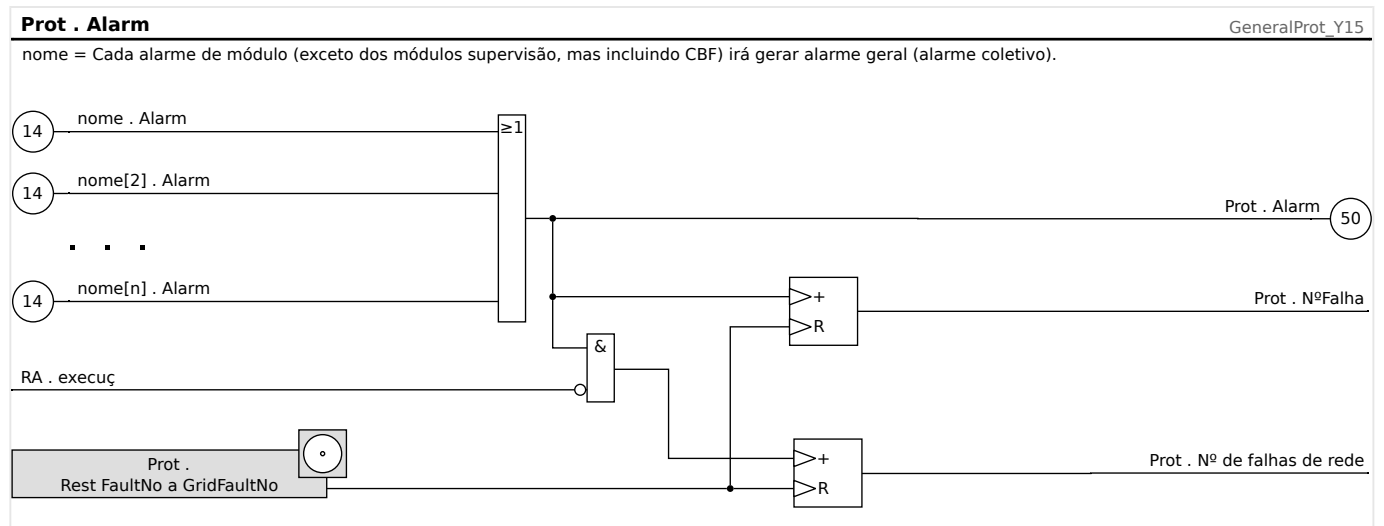 Prot . Alarm
GeneralProt_Y15
nome = Cada alarme de módulo (exceto dos módulos supervisão, mas incluindo CBF) irá gerar alarme geral (alarme coletivo).
14
nome . Alarm
≥1
14
nome[2] . Alarm
Prot . Alarm
50
. . .
14
nome[n] . Alarm
+
R
Prot . NºFalha
&
RA . execuç
Prot .
Rest FaultNo a GridFaultNo
+
R
Prot . Nº de falhas de rede